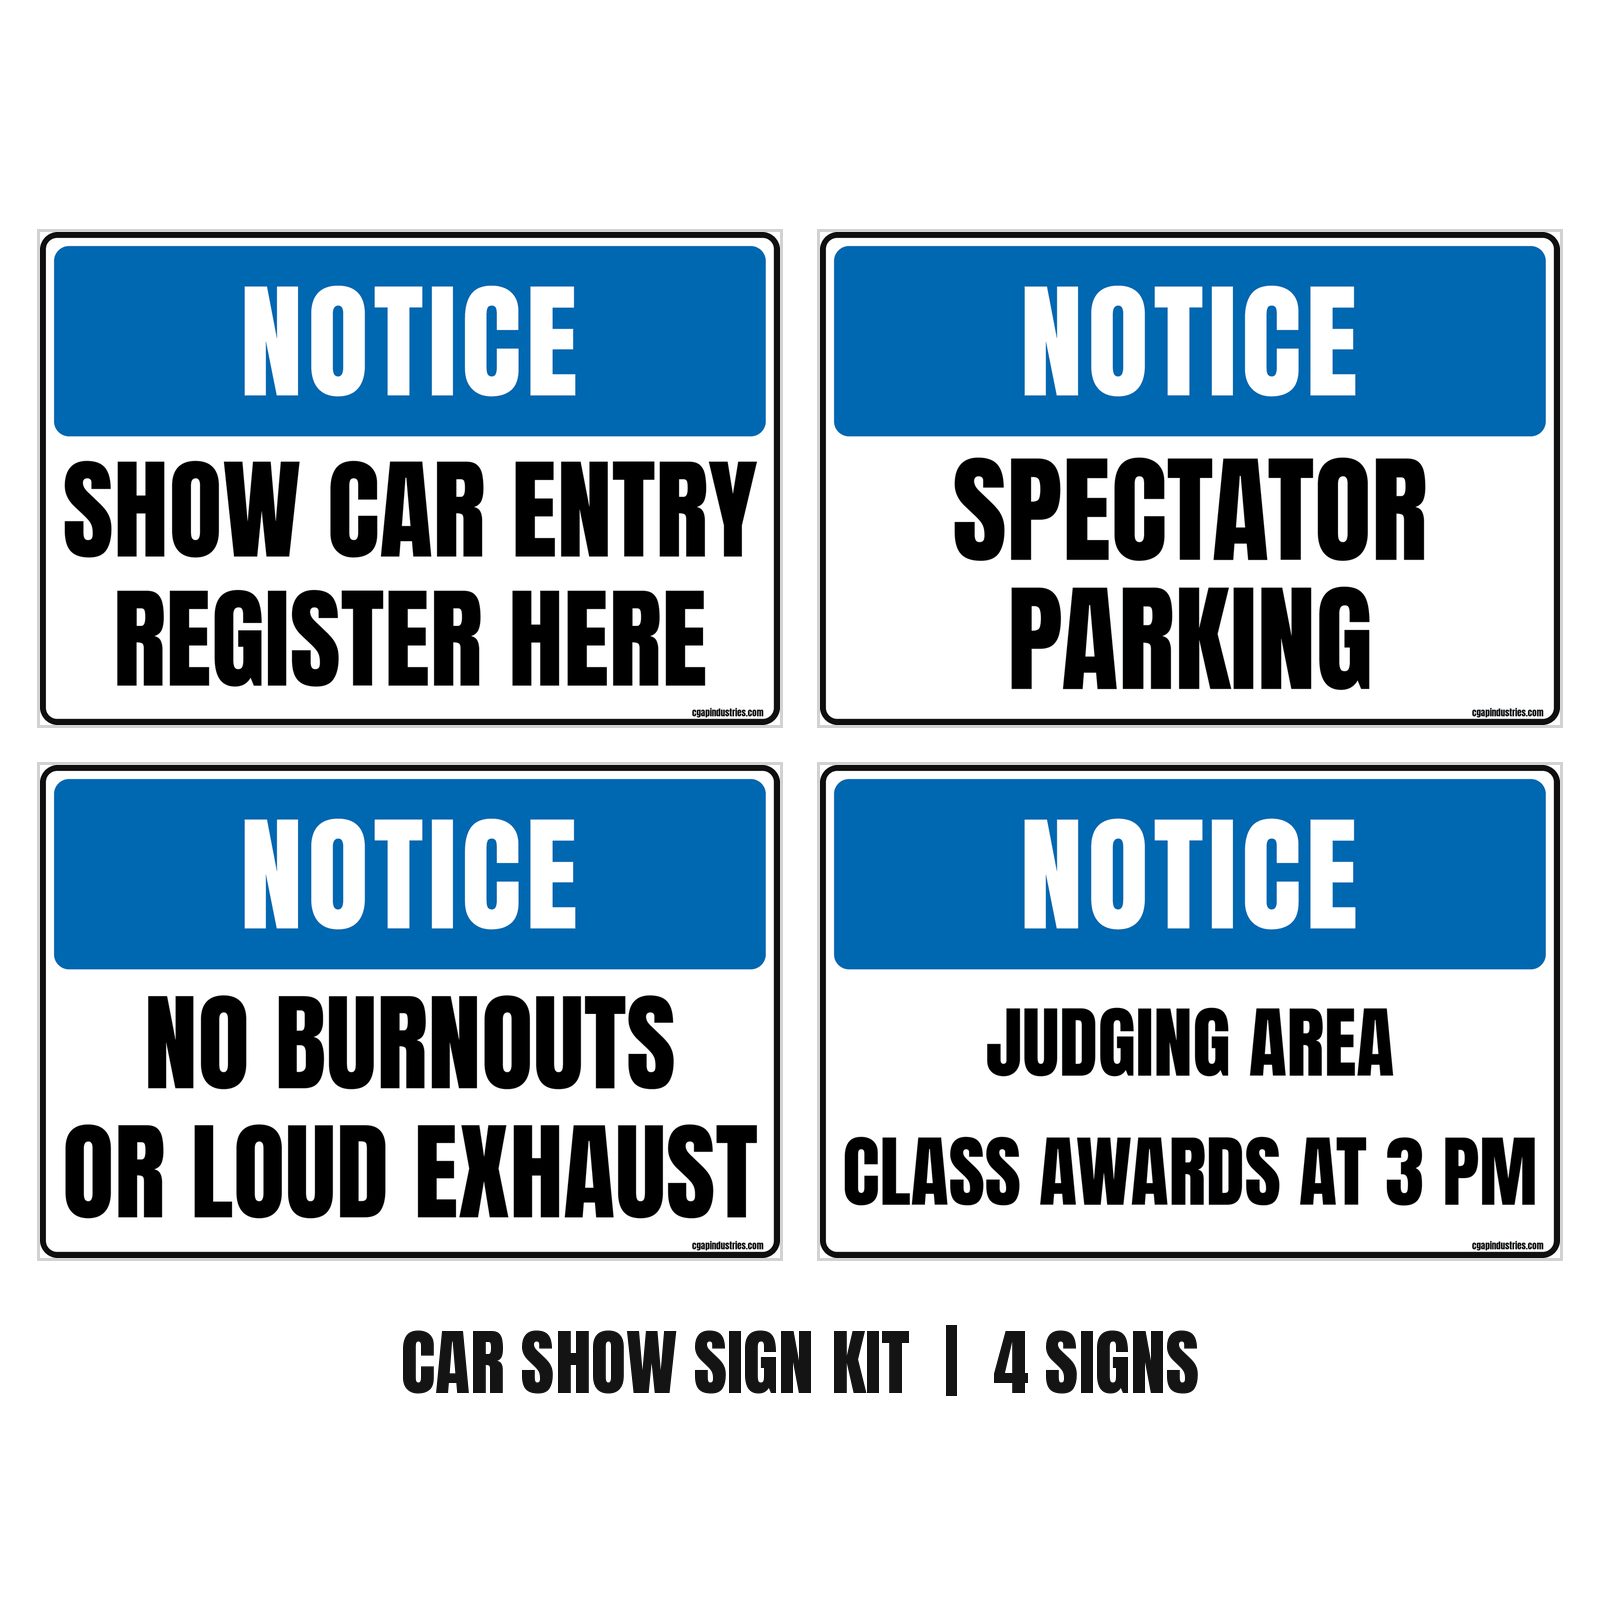 NOTICE
SHOW CAR ENTRY
REGISTER HERE
cgapindustries.com
NOTICE
SPECTATOR
PARKING
cgapindustries.com
NOTICE
NO BURNOUTS
OR LOUD EXHAUST
cgapindustries.com
NOTICE
JUDGING AREA
CLASS AWARDS AT 3 PM
cgapindustries.com
CAR SHOW SIGN KIT | 4 SIGNS